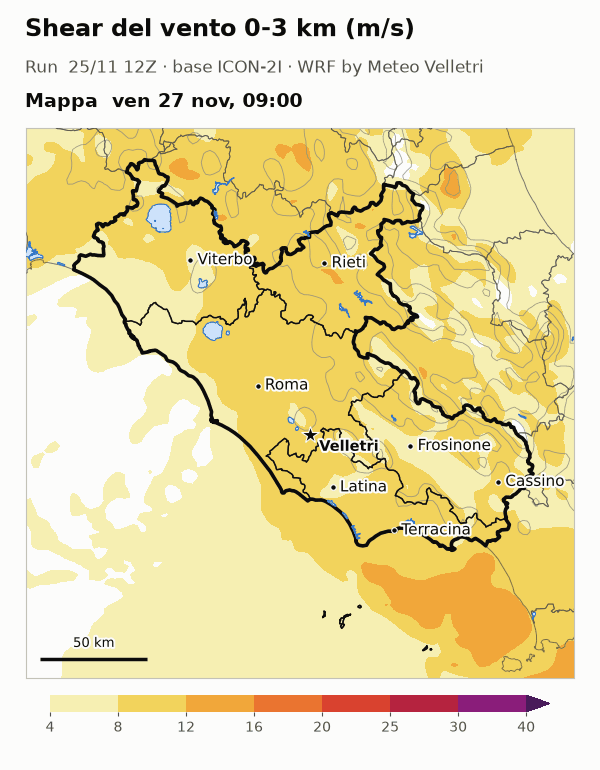 Shear del vento 0-3 km (m/s)
Run  25/11 12Z · base ICON-2I · WRF by Meteo Velletri
Mappa  ven 27 nov, 09:00
Viterbo
Rieti
Roma
Velletri
Frosinone
Cassino
Latina
Terracina
50 km
4 8 12 16 20 25 30 40